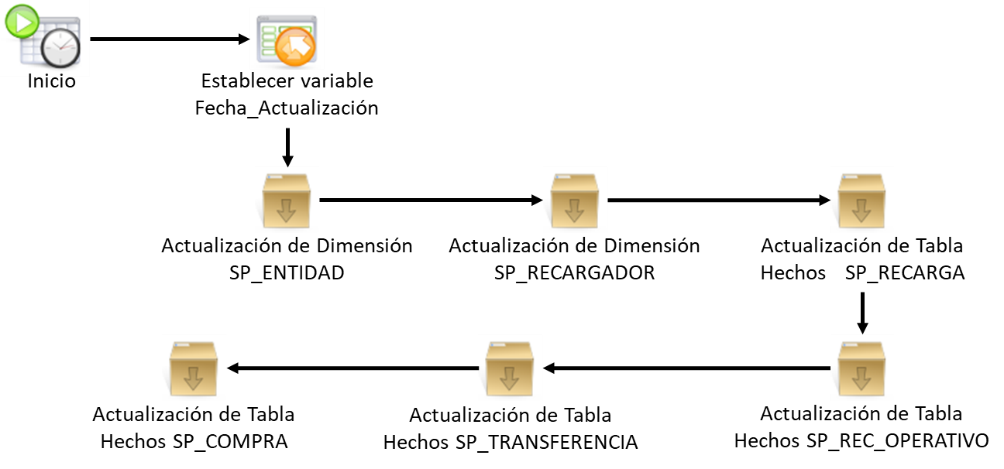 Inicio
Establecer variable
Fecha_Actualización
Actualización de Dimensión
SP_ENTIDAD
Actualización de Dimensión
SP_RECARGADOR
Actualización de Tabla
Hechos SP_RECARGA
Actualización de Tabla
Hechos SP_COMPRA
Actualización de Tabla
Hechos SP_TRANSFERENCIA
Actualización de Tabla
Hechos SP_REC_OPERATIVO